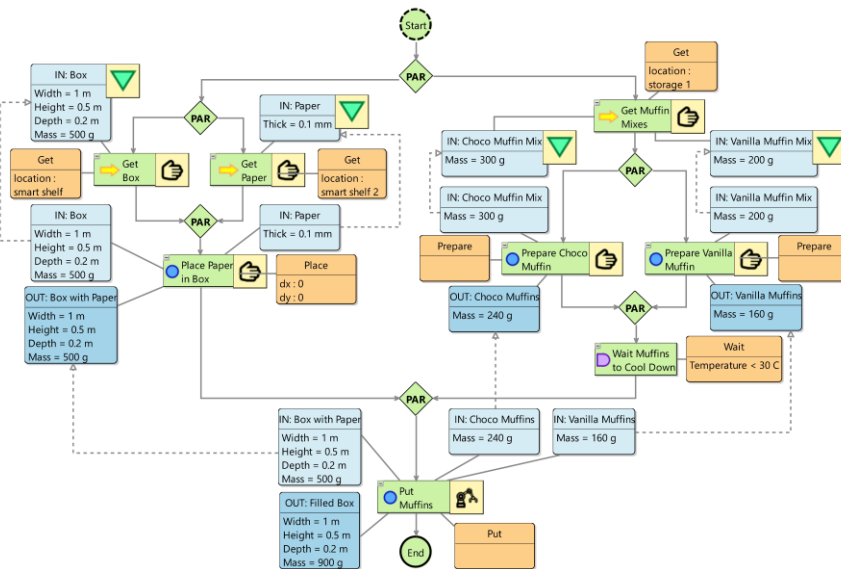 Start
PAR
Get
location :
storage 1
IN: Box
Width = 1 m
Height = 0.5 m
Depth = 0.2 m
Mass = 500 g
PAR
IN: Paper
Thick = 0.1 mm
Get Muffin
Mixes
IN: Choco Muffin Mix
Mass = 300 g
IN: Vanilla Muffin Mix
Mass = 200 g
Get
location :
smart shelf
Get
Box
Get
Paper
Get
location :
smart shelf 2
PAR
IN: Choco Muffin Mix
Mass = 300 g
IN: Vanilla Muffin Mix
Mass = 200 g
IN: Box
Width = 1 m
Height = 0.5 m
Depth = 0.2 m
Mass = 500 g
PAR
IN: Paper
Thick = 0.1 mm
Prepare
Prepare Choco
Muffin
Prepare Vanilla
Muffin
Prepare
Place Paper
in Box
Place
dx : 0
dy : 0
OUT: Box with Paper
Width = 1 m
Height = 0.5 m
Depth = 0.2 m
Mass = 500 g
OUT: Choco Muffins
Mass = 240 g
PAR
OUT: Vanilla Muffins
Mass = 160 g
Wait Muffins
to Cool Down
Wait
Temperature < 30 C
PAR
IN: Box with Paper
Width = 1 m
Height = 0.5 m
Depth = 0.2 m
Mass = 500 g
IN: Choco Muffins
Mass = 240 g
IN: Vanilla Muffins
Mass = 160 g
Put
Muffins
OUT: Filled Box
Width = 1 m
Height = 0.5 m
Depth = 0.2 m
Mass = 900 g
Put
End